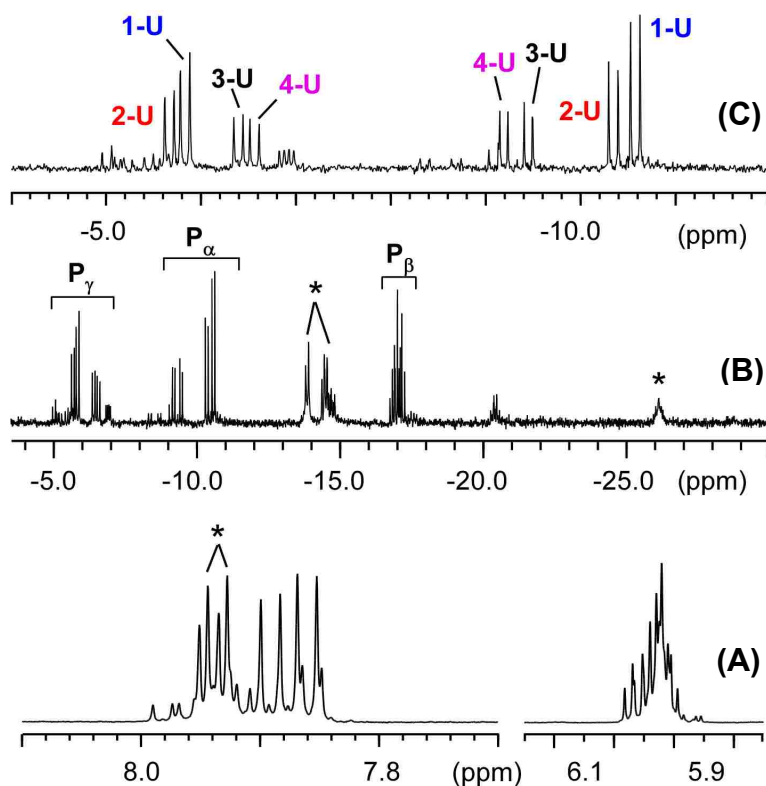 1-U
1-U
3-U
3-U
4-U
4-U
2-U
2-U
(C)
-5.0
-10.0
(ppm)
Pγ
Pα
*
Pβ
*
(B)
-5.0
-10.0
-15.0
-20.0
-25.0
(ppm)
*
(A)
8.0
7.8
(ppm)
6.1
5.9